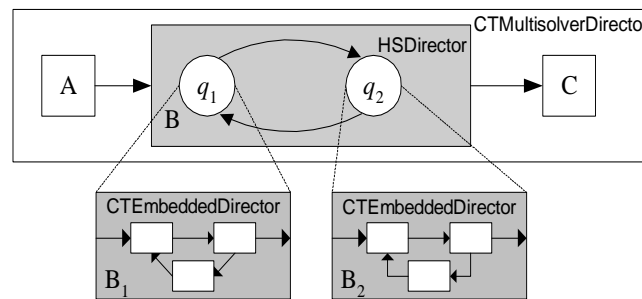 CTMultisolverDirecto
HSDirector
A
q1
q2
C
B
CTEmbeddedDirector
CTEmbeddedDirector
B1
B2